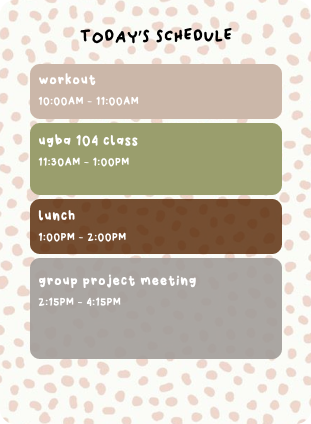 TODAY'S SCHEDULE
workout
10:00AM - 11:00AM
ugba 104 class
11:30AM - 1:00PM
lunch
1:00PM - 2:00PM
group project meeting
2:15PM - 4:15PM